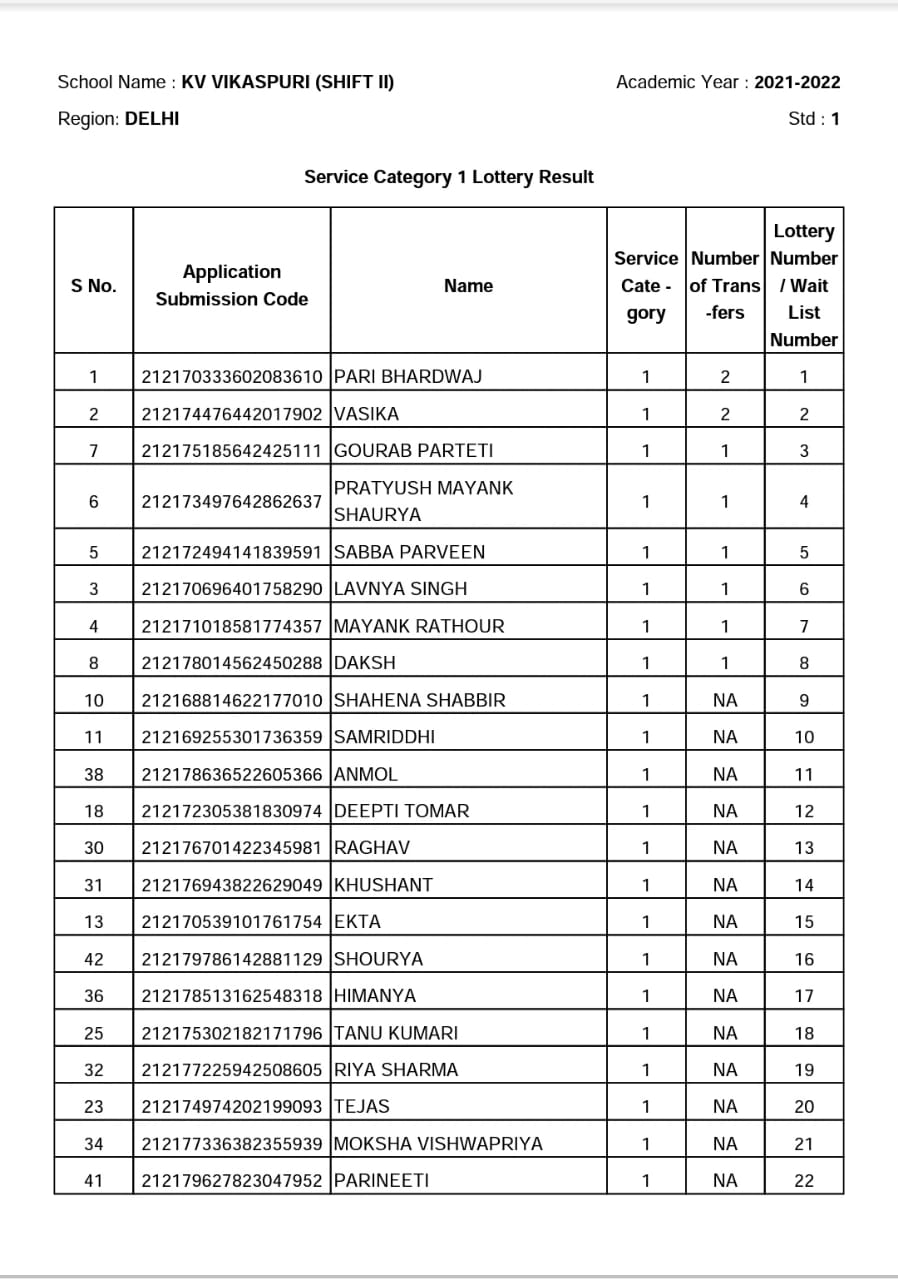 School Name : KV VIKASPURI (SHIFT II) Academic Year : 2021-2022
Region: DELHI Std : 1
Service Category 1 Lottery Result
S No. Application Submission Code Name Service Cate - gory Number of Trans -fers Lottery Number / Wait List Number
1 212170333602083610 PARI BHARDWAJ 1 2 1
2 212174476442017902 VASIKA 1 2 2
7 212175185642425111 GOURAB PARTETI 1 1 3
6 212173497642862637 PRATYUSH MAYANK SHAURYA 1 1 4
5 212172494141839591 SABBA PARVEEN 1 1 5
3 212170696401758290 LAVNYA SINGH 1 1 6
4 212171018581774357 MAYANK RATHOUR 1 1 7
8 212178014562450288 DAKSH 1 1 8
10 212168814622177010 SHAHENA SHABBIR 1 NA 9
11 212169255301736359 SAMRIDDHI 1 NA 10
38 212178636522605366 ANMOL 1 NA 11
18 212172305381830974 DEEPTI TOMAR 1 NA 12
30 212176701422345981 RAGHAV 1 NA 13
31 212176943822629049 KHUSHANT 1 NA 14
13 212170539101761754 EKTA 1 NA 15
42 212179786142881129 SHOURYA 1 NA 16
36 212178513162548318 HIMANYA 1 NA 17
25 212175302182171796 TANU KUMARI 1 NA 18
32 212177225942508605 RIYA SHARMA 1 NA 19
23 212174974202199093 TEJAS 1 NA 20
34 212177336382355939 MOKSHA VISHWAPRIYA 1 NA 21
41 212179627823047952 PARINEETI 1 NA 22